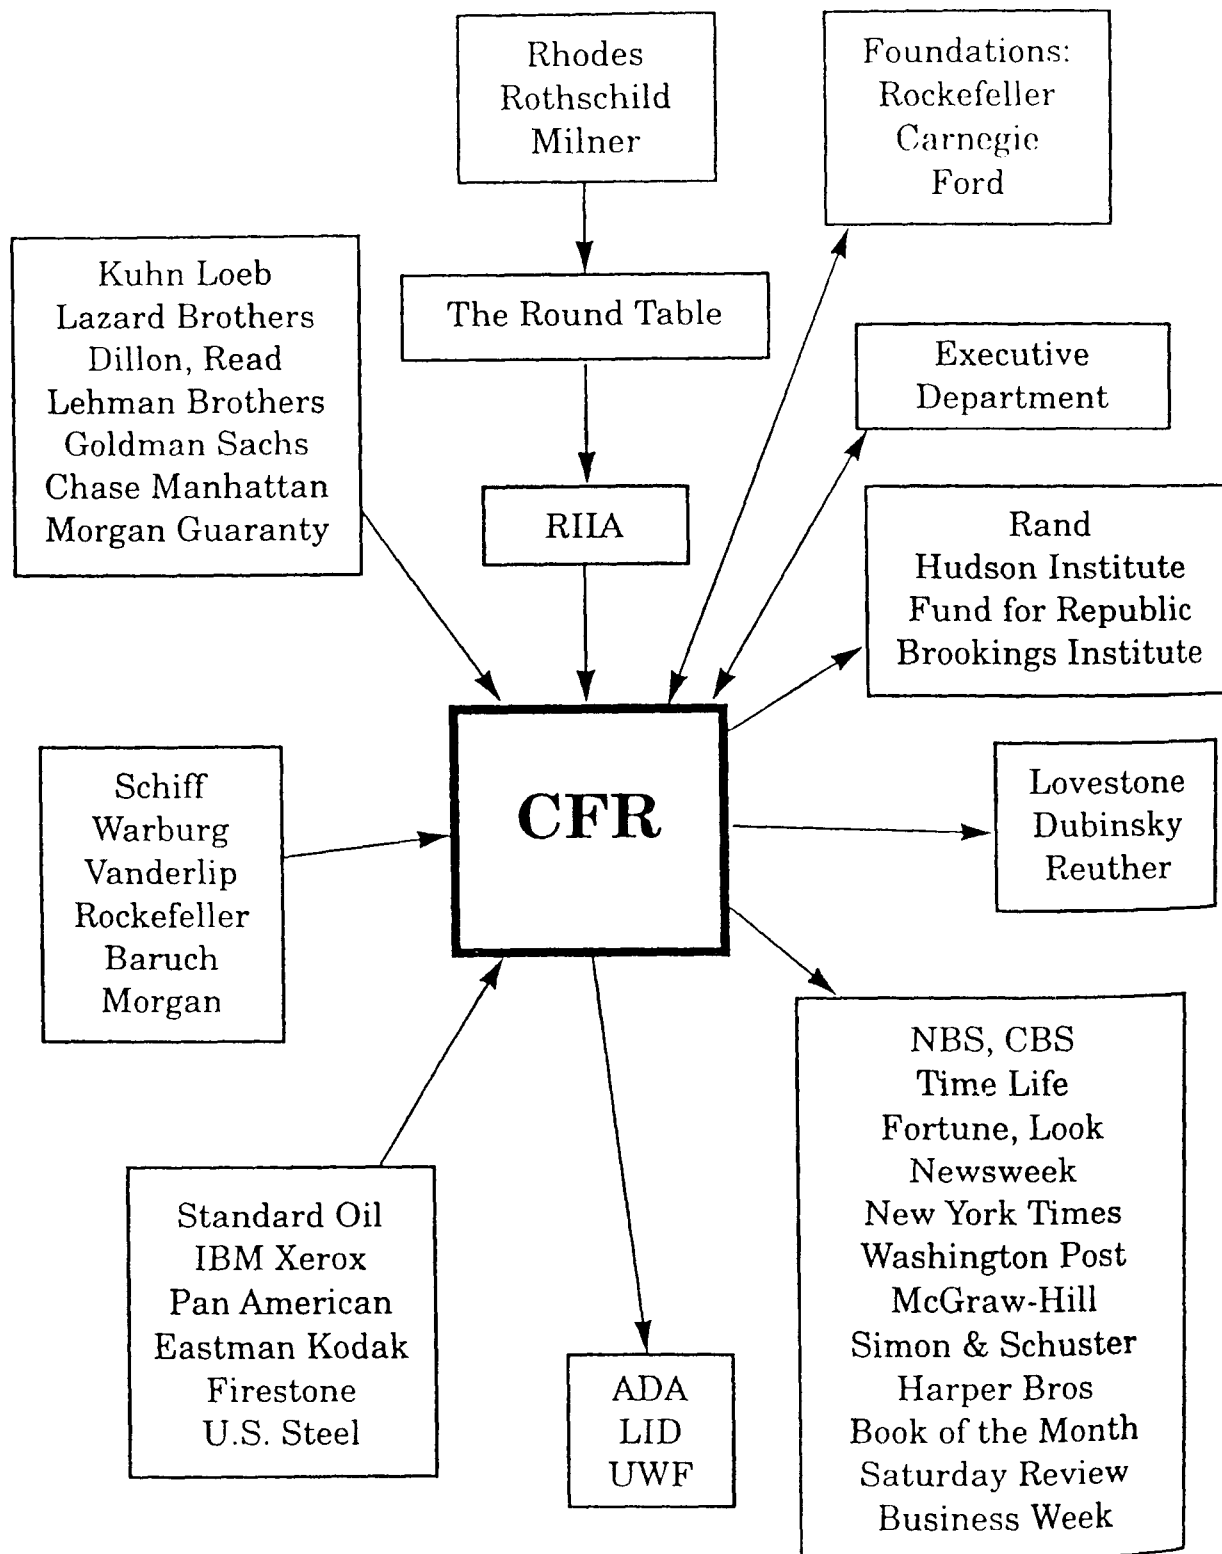 Rhodes
Rothschild
Milner
Foundations:
Rockefeller
Carnegie
Ford
The Round Table
Kuhn Loeb
Lazard Brothers
Dillon, Read
Lehman Brothers
Goldman Sachs
Chase Manhattan
Morgan Guaranty
Executive
Department
RIIA
Rand
Hudson Institute
Fund for Republic
Brookings Institute
CFR
Schiff
Warburg
Vanderlip
Rockefeller
Baruch
Morgan
Lovestone
Dubinsky
Reuther
Standard Oil
IBM Xerox
Pan American
Eastman Kodak
Firestone
U.S. Steel
ADA
LID
UWF
NBS, CBS
Time Life
Fortune, Look
Newsweek
New York Times
Washington Post
McGraw-Hill
Simon & Schuster
Harper Bros
Book of the Month
Saturday Review
Business Week